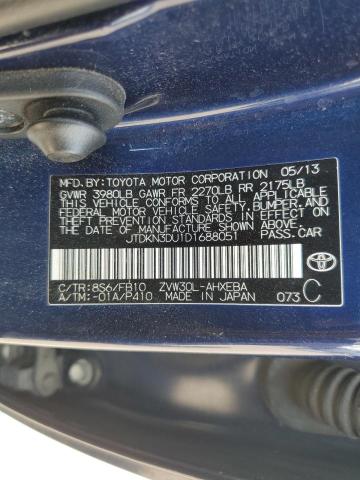 MFD.BY:TOYOTA MOTOR CORPORATION 05/13
GVWR 3980LB GAWR FR 2270LB RR 2175LB
THIS VEHICLE CONFORMS TO ALL APPLICABLE
FEDERAL MOTOR VEHICLE SAFETY, BUMPER, AND
THEFT PREVENTION STANDARDS IN EFFECT ON
THE DATE OF MANUFACTURE SHOWN ABOVE.
JTDKN3DU1D1688051 PASS.CAR
C/TR:8S6/FB10 ZVW30L-AHXEBA
A/TM:-01A/P410 MADE IN JAPAN 073 C